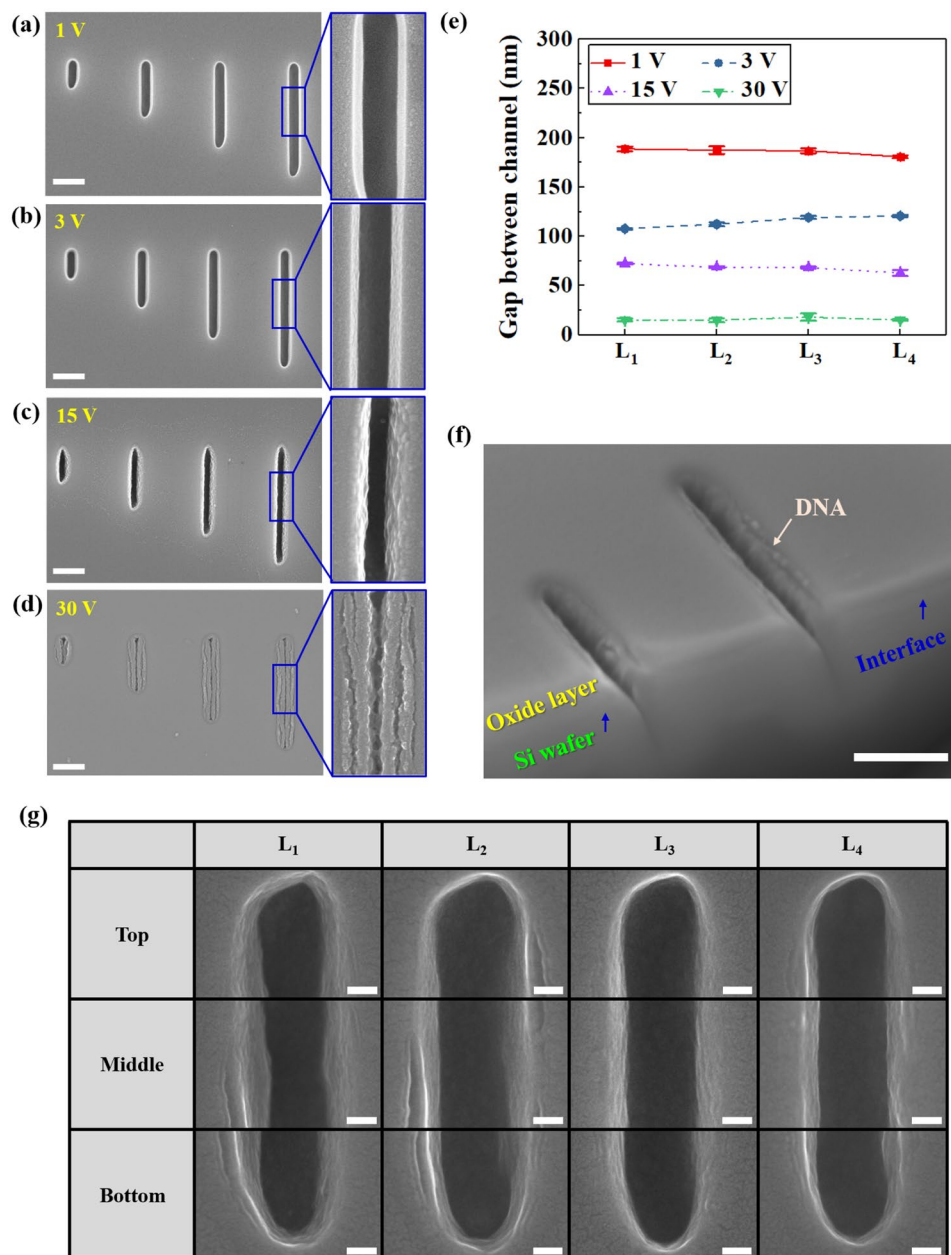 (a)
1 V
(b)
3 V
(c)
15 V
(d)
30 V
(e)
Gap between channel (nm)
300
250
200
150
100
50
0
1 V
3 V
15 V
30 V
L₁
L₂
L₃
L₄
(f)
DNA
Interface
Oxide layer
Si wafer
(g)
L₁ L₂ L₃ L₄
Top
Middle
Bottom